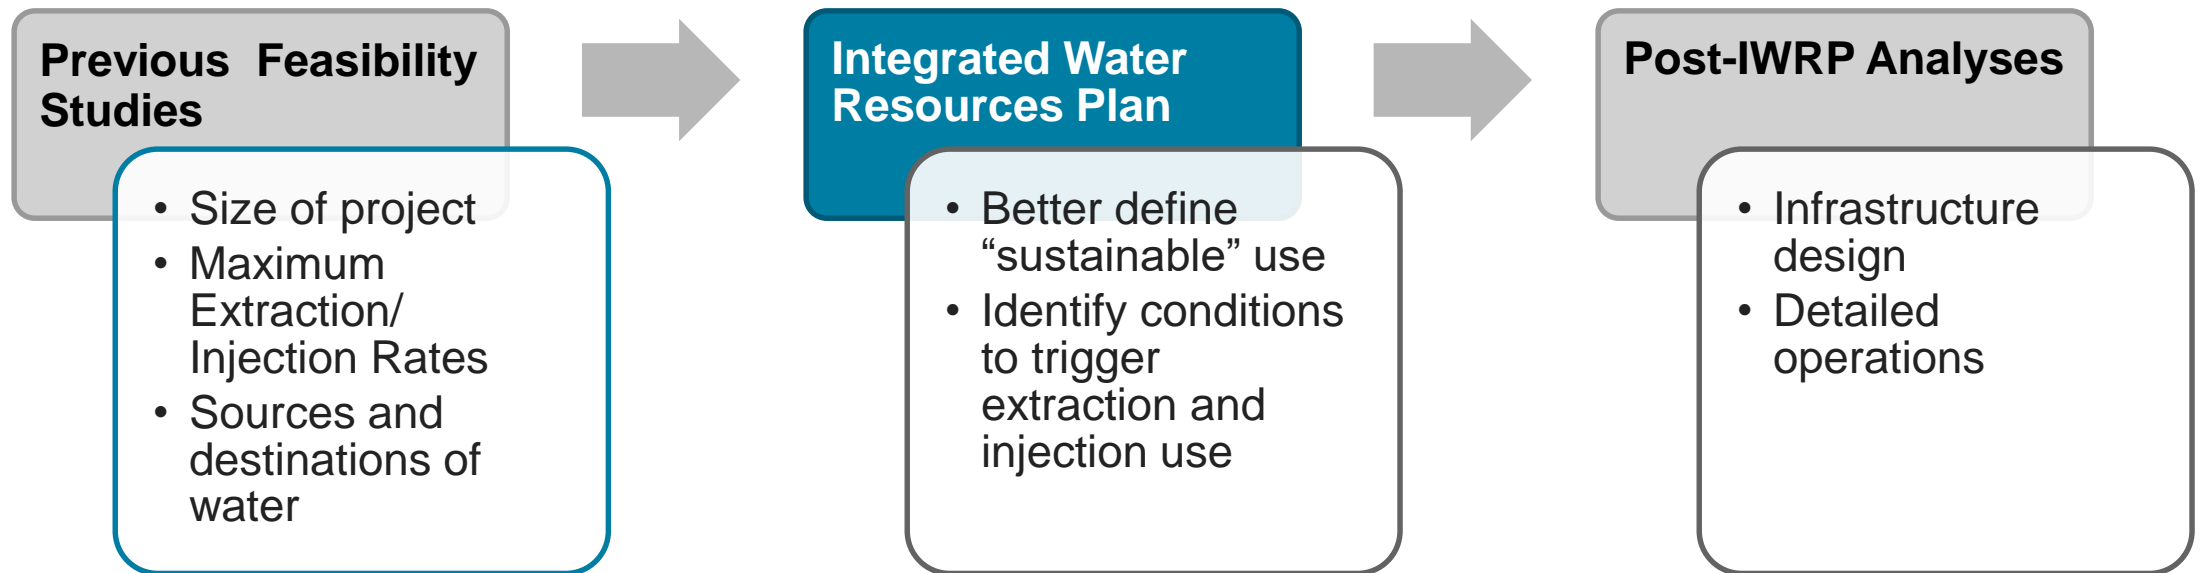 Previous Feasibility
Studies
• Size of project
• Maximum
Extraction/
Injection Rates
• Sources and
destinations of
water
Integrated Water
Resources Plan
• Better define
“sustainable” use
• Identify conditions
to trigger
extraction and
injection use
Post-IWRP Analyses
• Infrastructure
design
• Detailed
operations